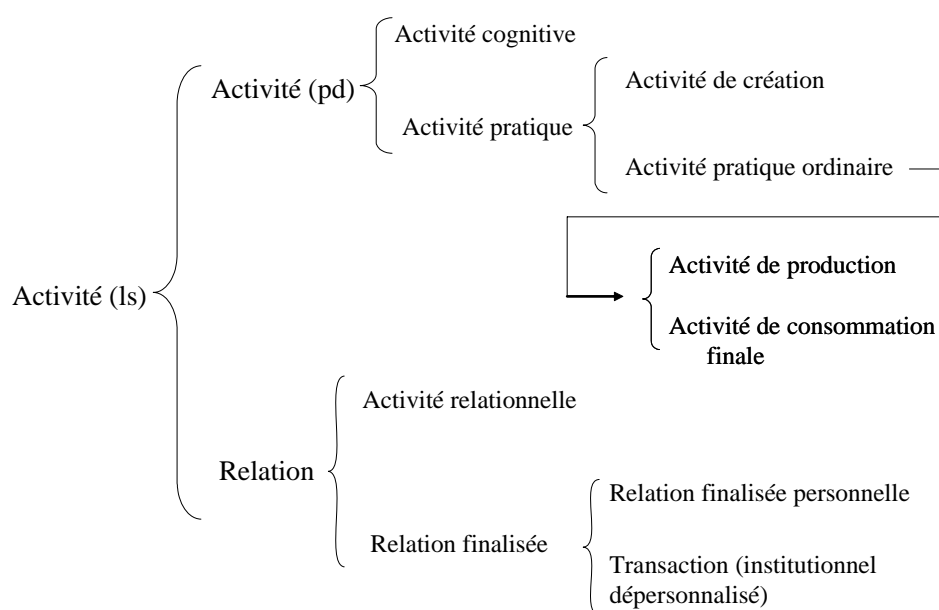 Activité cognitive
Activité (pd)
Activité de création
Activité pratique
Activité pratique ordinaire
Activité de production
Activité (ls)
Activité de consommation
finale
Activité relationnelle
Relation
Relation finalisée personnelle
Relation finalisée
Transaction (institutionnel
dépersonnalisé)